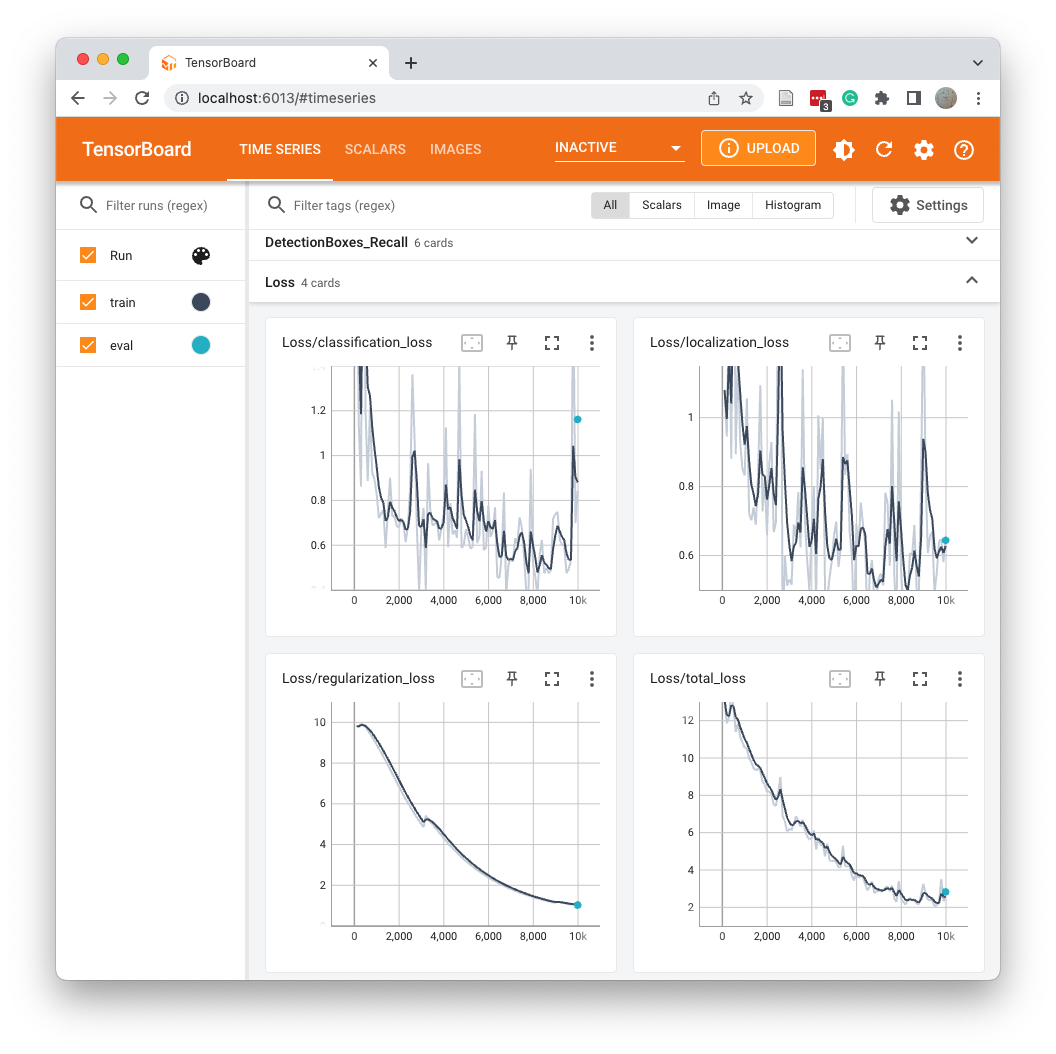 TensorBoard
localhost:6013/#timeseries
3
TensorBoard
TIME SERIES
SCALARS
IMAGES
INACTIVE
UPLOAD
Filter runs (regex)
Filter tags (regex)
All
Scalars
Image
Histogram
Settings
Run
train
eval
DetectionBoxes_Recall 6 cards
Loss 4 cards
Loss/classification_loss
1.2
1
0.8
0.6
0 2,000 4,000 6,000 8,000 10k
Loss/localization_loss
1
0.8
0.6
0 2,000 4,000 6,000 8,000 10k
Loss/regularization_loss
10
8
6
4
2
0 2,000 4,000 6,000 8,000 10k
Loss/total_loss
12
10
8
6
4
2
0 2,000 4,000 6,000 8,000 10k